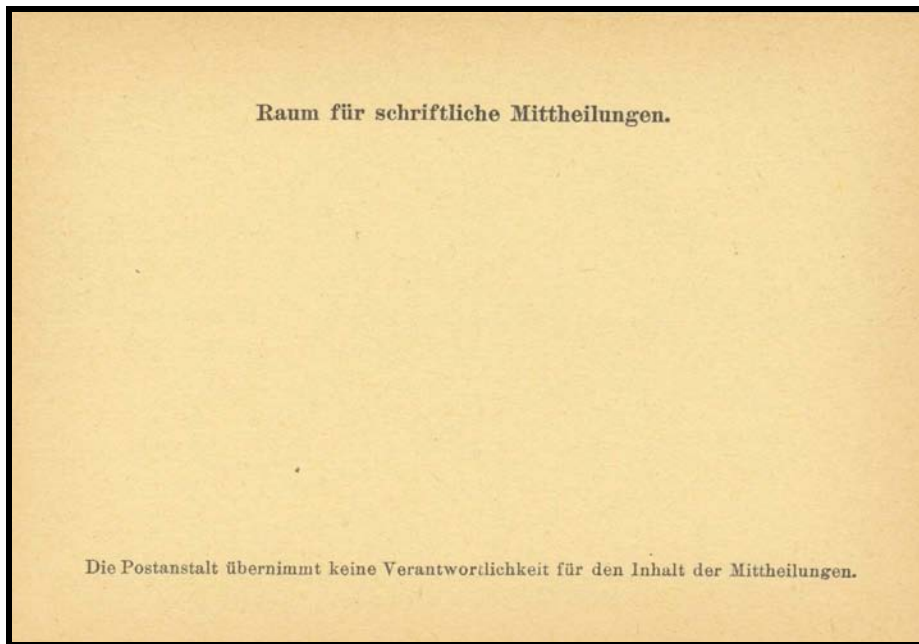 Raum für schriftliche Mittheilungen.
Die Postanstalt übernimmt keine Verantwortlichkeit für den Inhalt der Mittheilungen.